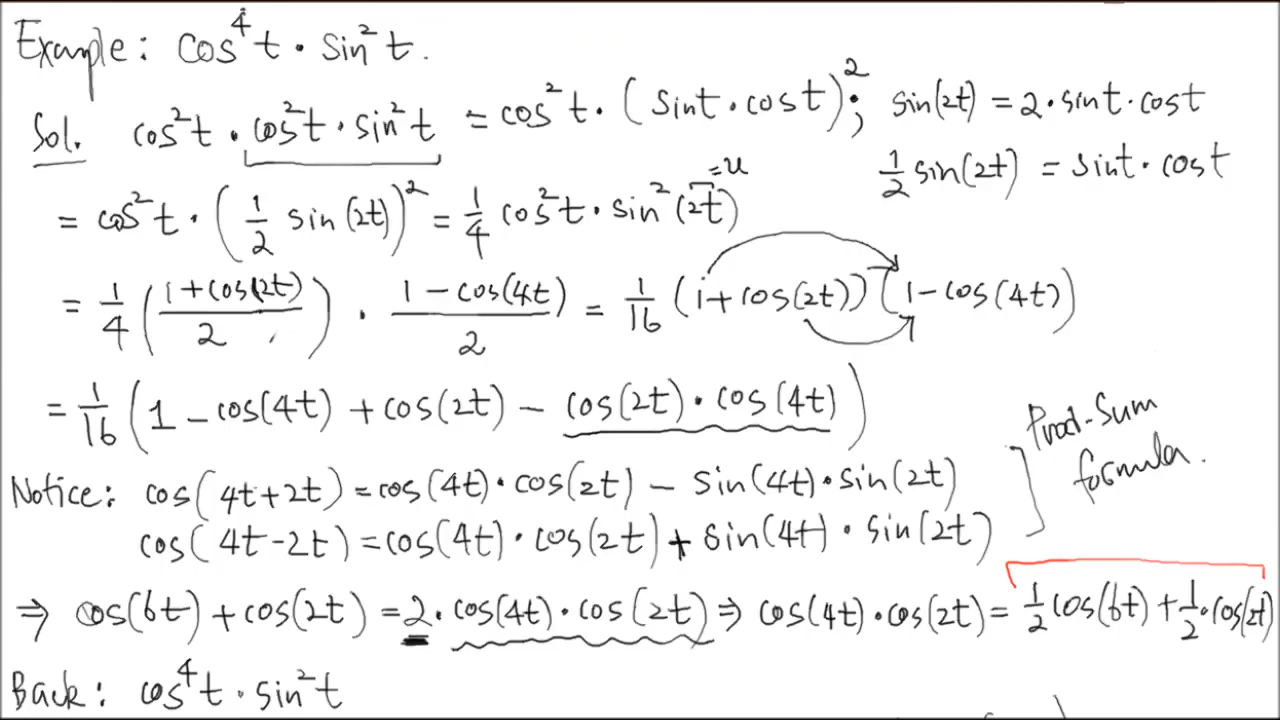 Example: cos⁴t · sin²t.
Sol. cos²t · cos²t · sin²t = cos²t · (sint · cost)²; sin(2t) = 2 · sint · cost
½ sin(2t) = sint · cost
= cos²t · (½ sin(2t))² = ¼ cos²t · sin²(2t) =u
= ¼ ((1+cos(2t))/2) · (1-cos(4t))/2 = 1/16 (1+cos(2t)) (1-cos(4t))
= 1/16 (1 - cos(4t) + cos(2t) - cos(2t) · cos(4t))
Prod-Sum
formula.
Notice: cos(4t+2t) = cos(4t) · cos(2t) - sin(4t) · sin(2t)
cos(4t-2t) = cos(4t) · cos(2t) + sin(4t) · sin(2t)
⇒ cos(6t) + cos(2t) = 2 · cos(4t) · cos(2t) ⇒ cos(4t) · cos(2t) = ½ cos(6t) + ½ · cos(2t)
Back: cos⁴t · sin²t